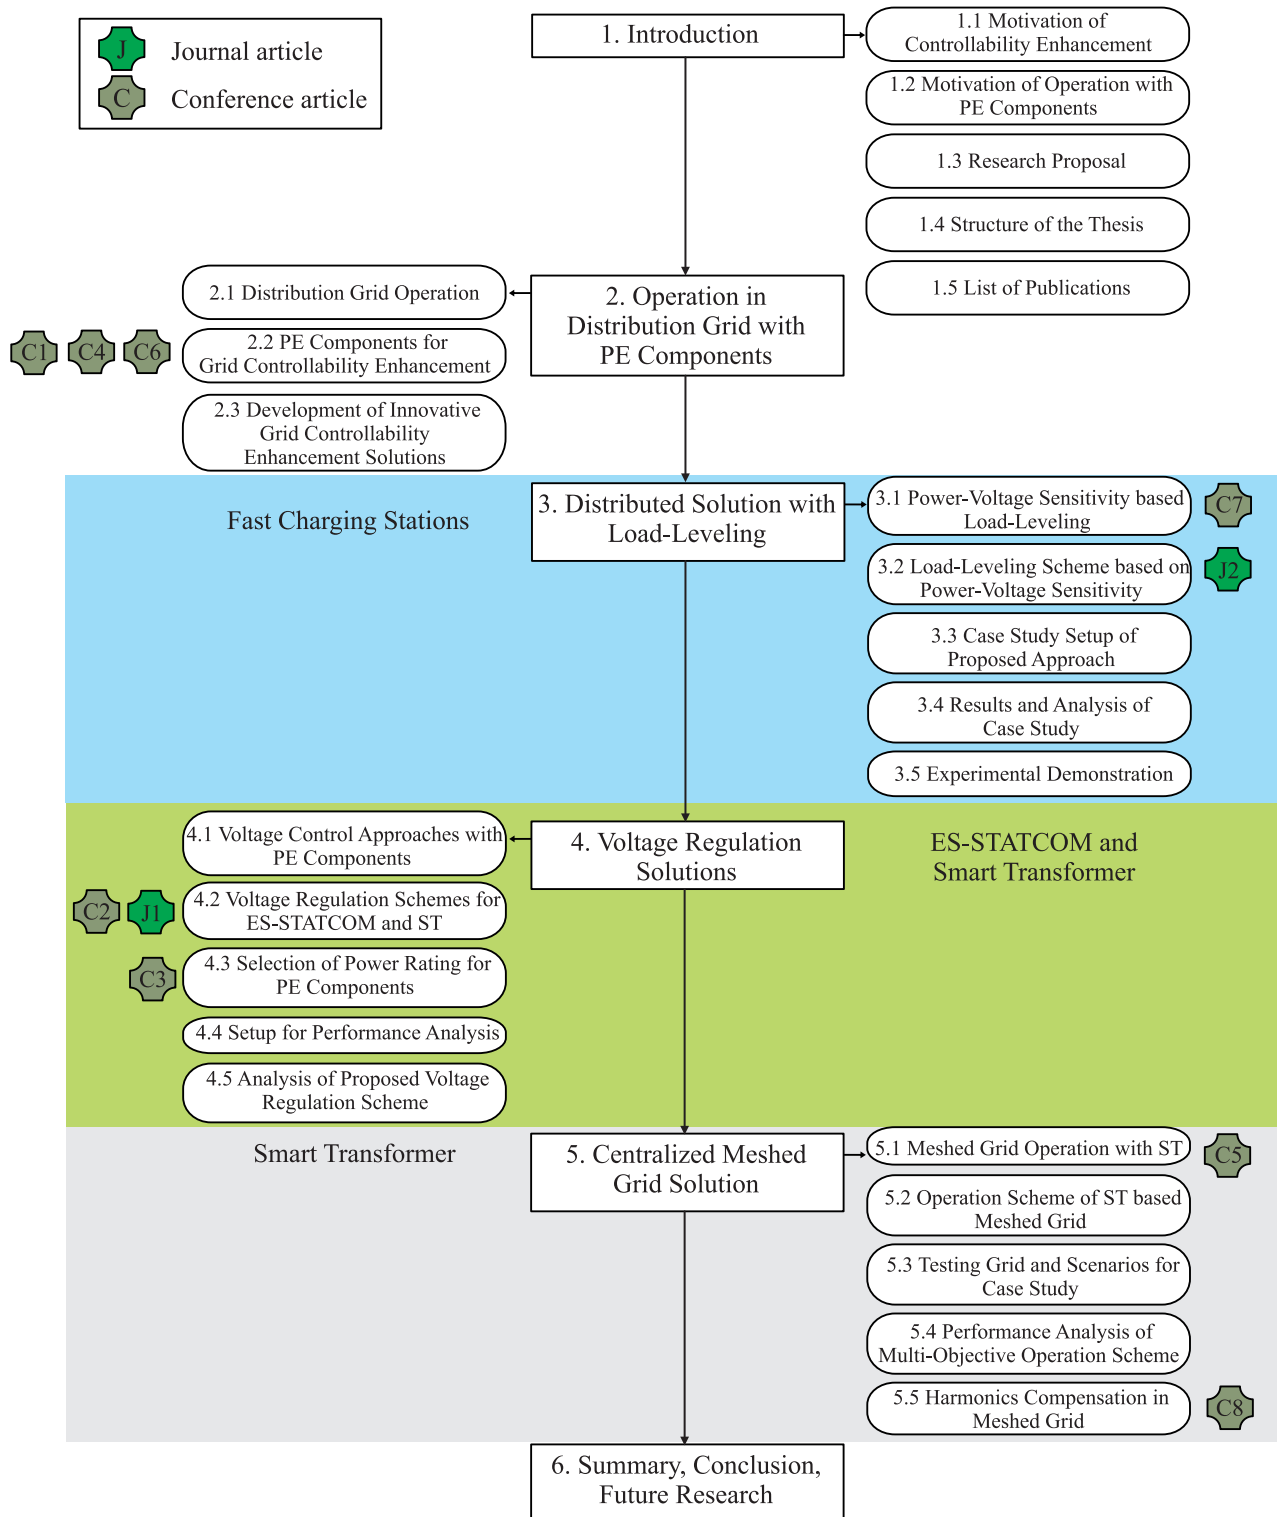 J
Journal article
C
Conference article
1. Introduction
1.1 Motivation of
Controllability Enhancement
1.2 Motivation of Operation with
PE Components
1.3 Research Proposal
1.4 Structure of the Thesis
1.5 List of Publications
2. Operation in
Distribution Grid with
PE Components
2.1 Distribution Grid Operation
C1 C4 C6
2.2 PE Components for
Grid Controllability Enhancement
2.3 Development of Innovative
Grid Controllability
Enhancement Solutions
Fast Charging Stations
3. Distributed Solution with
Load-Leveling
3.1 Power-Voltage Sensitivity based
Load-Leveling
C7
3.2 Load-Leveling Scheme based on
Power-Voltage Sensitivity
J2
3.3 Case Study Setup of
Proposed Approach
3.4 Results and Analysis of
Case Study
3.5 Experimental Demonstration
4. Voltage Regulation
Solutions
ES-STATCOM and
Smart Transformer
4.1 Voltage Control Approaches with
PE Components
C2 J1
4.2 Voltage Regulation Schemes for
ES-STATCOM and ST
C3
4.3 Selection of Power Rating for
PE Components
4.4 Setup for Performance Analysis
4.5 Analysis of Proposed Voltage
Regulation Scheme
Smart Transformer
5. Centralized Meshed
Grid Solution
5.1 Meshed Grid Operation with ST
C5
5.2 Operation Scheme of ST based
Meshed Grid
5.3 Testing Grid and Scenarios for
Case Study
5.4 Performance Analysis of
Multi-Objective Operation Scheme
5.5 Harmonics Compensation in
Meshed Grid
C8
6. Summary, Conclusion,
Future Research